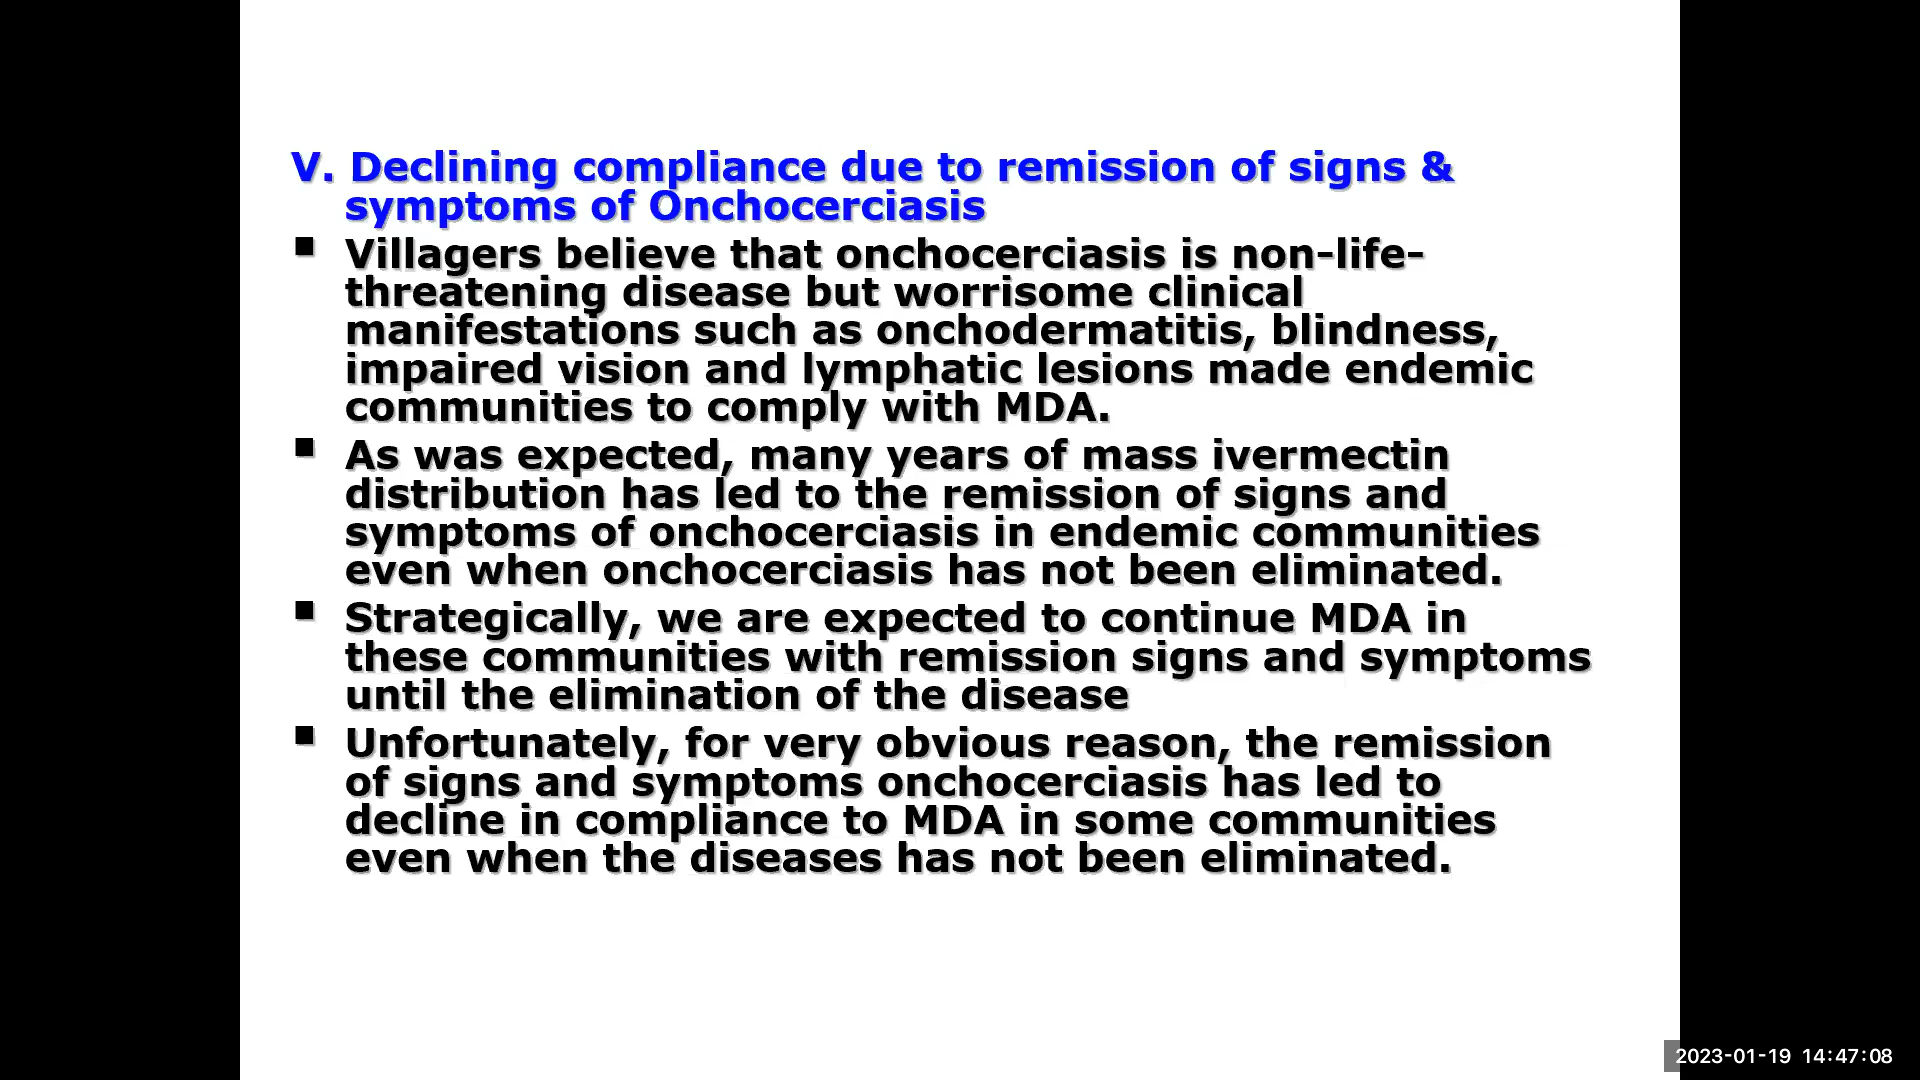 V. Declining compliance due to remission of signs &
symptoms of Onchocerciasis
▪ Villagers believe that onchocerciasis is non-life-
threatening disease but worrisome clinical
manifestations such as onchodermatitis, blindness,
impaired vision and lymphatic lesions made endemic
communities to comply with MDA.
▪ As was expected, many years of mass ivermectin
distribution has led to the remission of signs and
symptoms of onchocerciasis in endemic communities
even when onchocerciasis has not been eliminated.
▪ Strategically, we are expected to continue MDA in
these communities with remission signs and symptoms
until the elimination of the disease
▪ Unfortunately, for very obvious reason, the remission
of signs and symptoms onchocerciasis has led to
decline in compliance to MDA in some communities
even when the diseases has not been eliminated.
2023-01-19 14:47:08